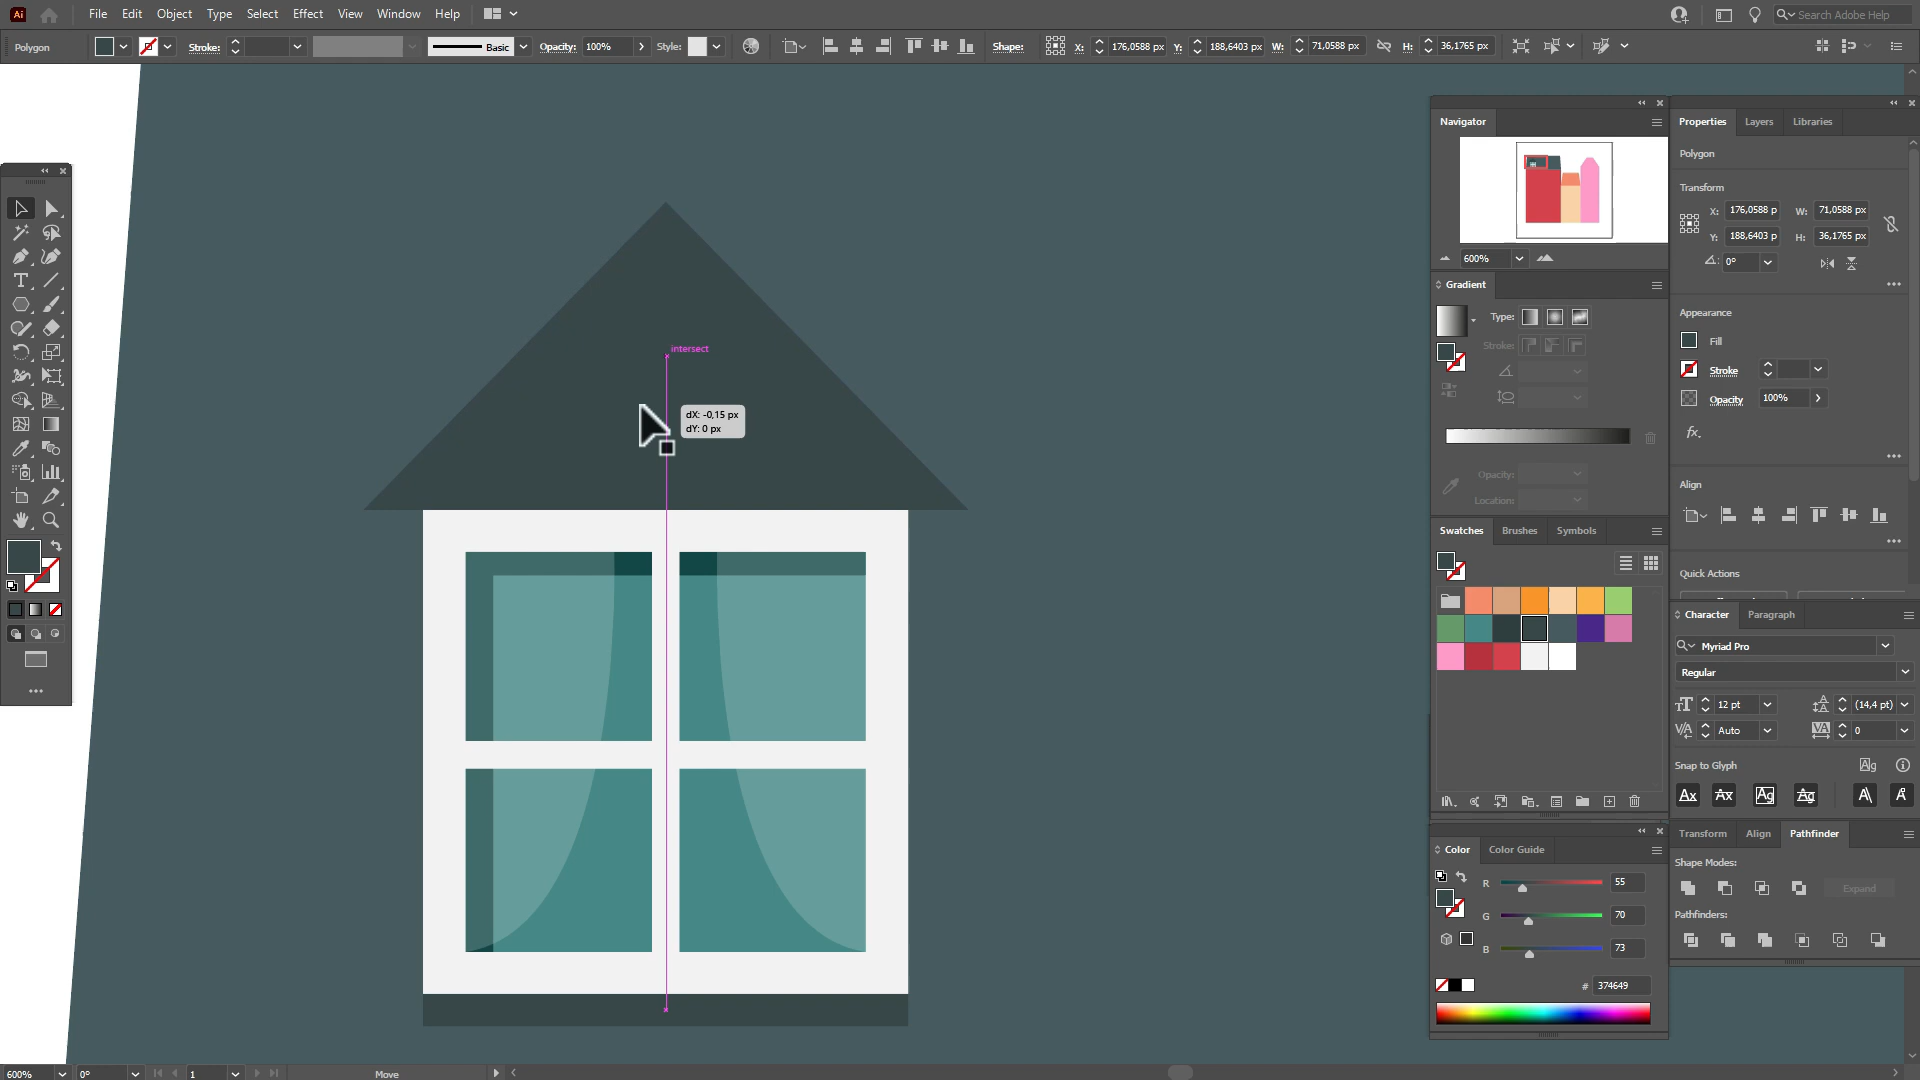 Ai File Edit Object Type Select Effect View Window Help Search Adobe Help
Polygon Stroke: Basic Opacity: 100% Style: Shape: X: 176,0588 px Y: 188,6403 px W: 71,0588 px H: 36,1765 px
Navigator
Properties Layers Libraries
Polygon
Transform
X: 176,0588 p W: 71,0588 px
Y: 188,6403 p H: 36,1765 px
0°
600%
Gradient
Type:
Stroke:
Opacity:
Location:
Appearance
Fill
Stroke
Opacity 100%
fx.
Align
Quick Actions
Swatches Brushes Symbols
intersect
dX: -0,15 px
dY: 0 px
Character Paragraph
Myriad Pro
Regular
12 pt (14,4 pt)
Auto 0
Snap to Glyph
Transform Align Pathfinder
Shape Modes:
Expand
Pathfinders:
Color Color Guide
R 55
G 70
B 73
# 374649
600% 0° 1 Move